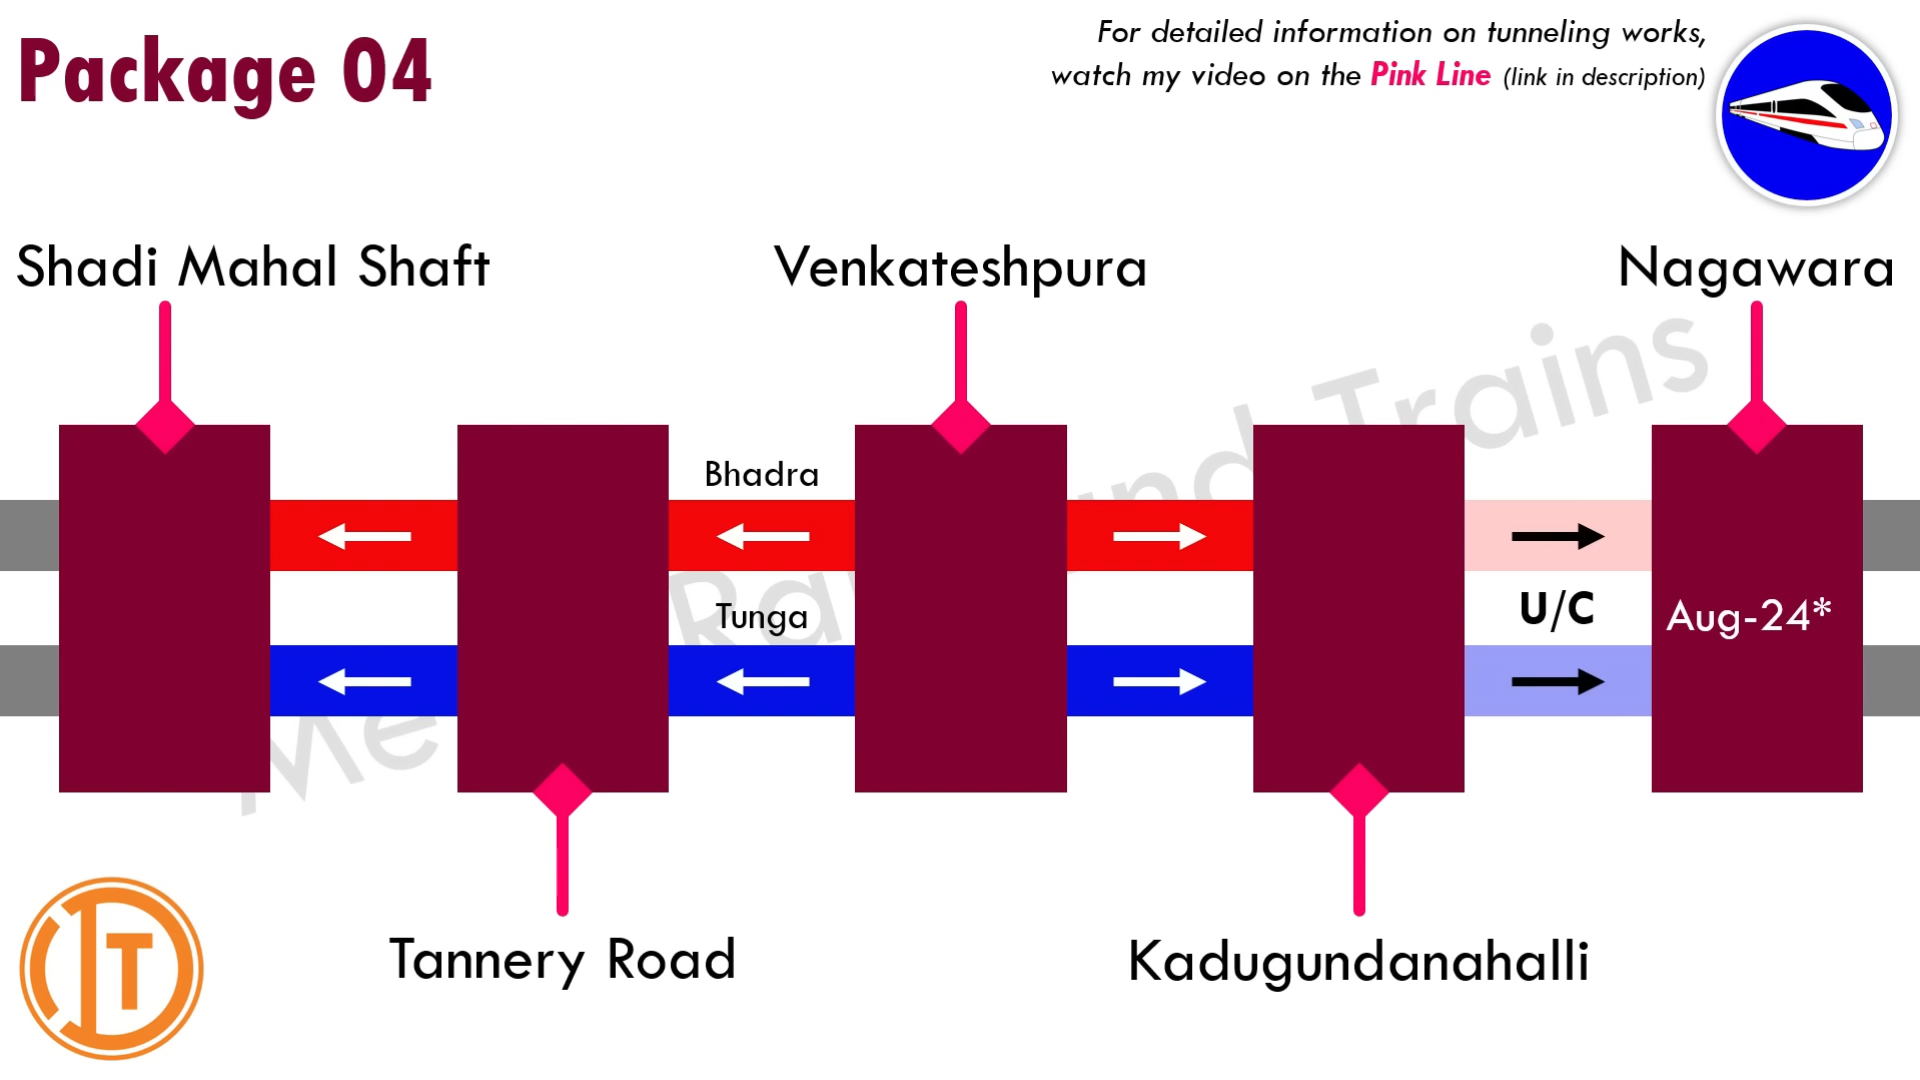 Package 04
For detailed information on tunneling works,
watch my video on the Pink Line (link in description)
Shadi Mahal Shaft
Venkateshpura
Nagawara
Bhadra
Tunga
U/C
Aug-24*
Tannery Road
Kadugundanahalli